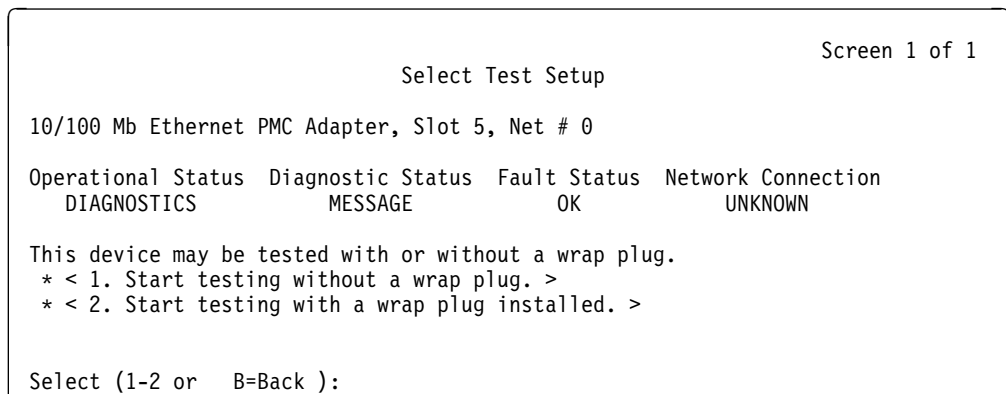 Screen 1 of 1
Select Test Setup
10/100 Mb Ethernet PMC Adapter, Slot 5, Net # 0
Operational Status  Diagnostic Status  Fault Status  Network Connection
DIAGNOSTICS  MESSAGE  OK  UNKNOWN
This device may be tested with or without a wrap plug.
* < 1. Start testing without a wrap plug. >
* < 2. Start testing with a wrap plug installed. >
Select (1-2 or   B=Back ):